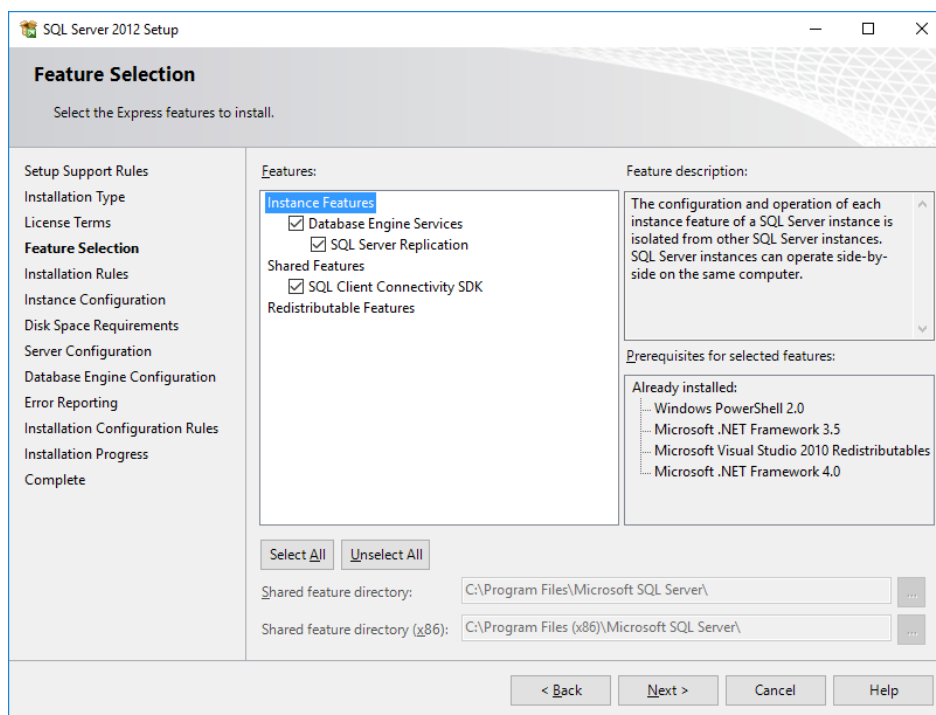 SQL Server 2012 Setup
Feature Selection
Select the Express features to install.
Setup Support Rules
Installation Type
License Terms
Feature Selection
Installation Rules
Instance Configuration
Disk Space Requirements
Server Configuration
Database Engine Configuration
Error Reporting
Installation Configuration Rules
Installation Progress
Complete
Features:
Instance Features
Database Engine Services
SQL Server Replication
Shared Features
SQL Client Connectivity SDK
Redistributable Features
Feature description:
The configuration and operation of each
instance feature of a SQL Server instance is
isolated from other SQL Server instances.
SQL Server instances can operate side-by-
side on the same computer.
Prerequisites for selected features:
Already installed:
Windows PowerShell 2.0
Microsoft .NET Framework 3.5
Microsoft Visual Studio 2010 Redistributables
Microsoft .NET Framework 4.0
Select All Unselect All
Shared feature directory: C:\Program Files\Microsoft SQL Server\ ...
Shared feature directory (x86): C:\Program Files (x86)\Microsoft SQL Server\ ...
< Back Next > Cancel Help